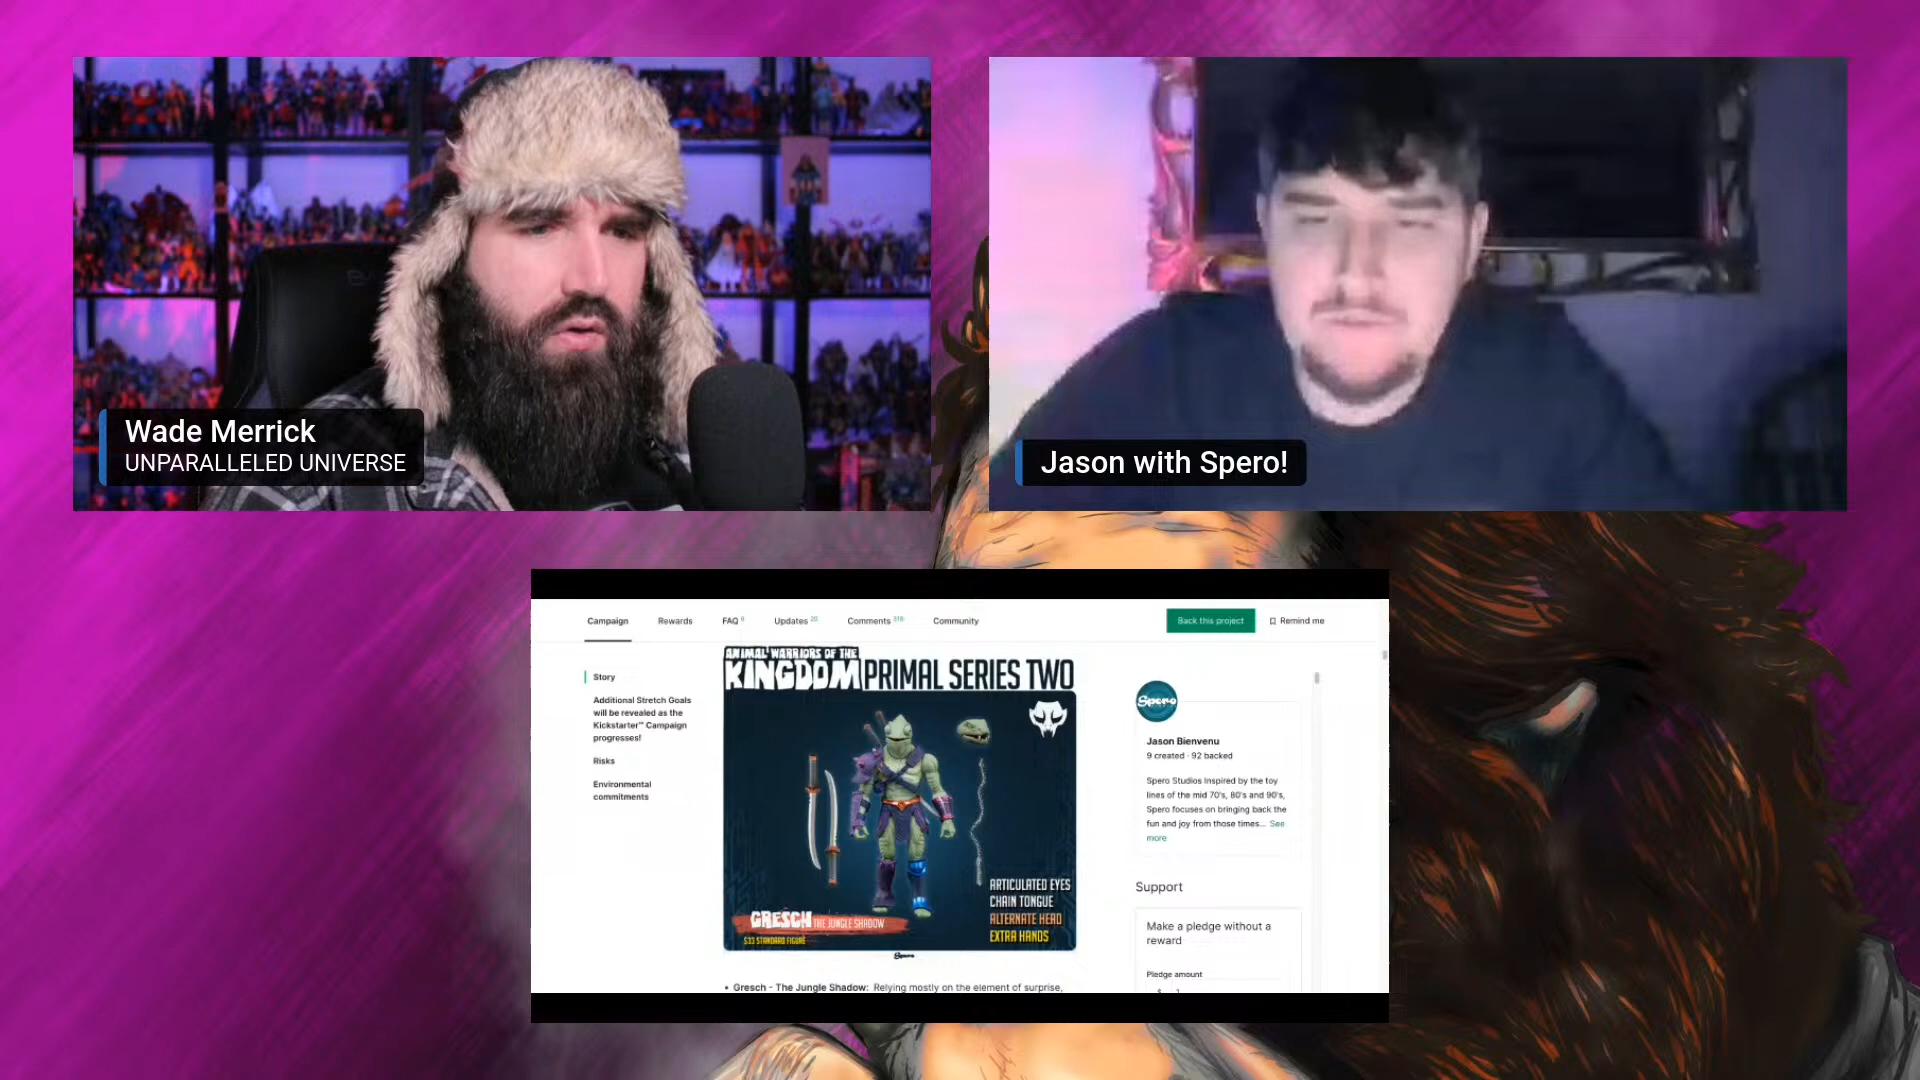 Wade Merrick
UNPARALLELED UNIVERSE
Jason with Spero!
Campaign
Rewards
FAQ
Updates 20
Comments
Community
Back this project
Remind me
Story
Additional Stretch Goals
will be revealed as the
Kickstarter™ Campaign
progresses!
Risks
Environmental
commitments
ANIMAL WARRIORS OF THE
KINGDOM PRIMAL SERIES TWO
ARTICULATED EYES
CHAIN TONGUE
ALTERNATE HEAD
EXTRA HANDS
GRESCH THE JUNGLE SHADOW
$33 STANDARD FIGURE
Spero
• Gresch - The Jungle Shadow: Relying mostly on the element of surprise,
Spero
Jason Bienvenu
9 created · 92 backed
Spero Studios Inspired by the toy
lines of the mid 70's, 80's and 90's,
Spero focuses on bringing back the
fun and joy from those times... See
more
Support
Make a pledge without a
reward
Pledge amount
$ 1